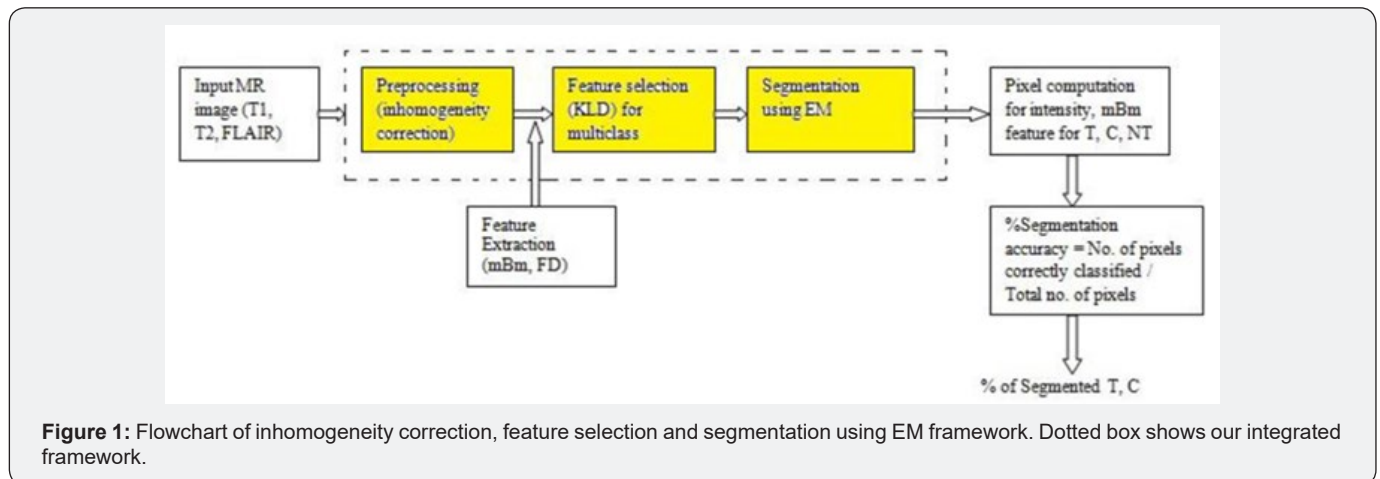 Input MR
image (T1,
T2, FLAIR)
Preprocessing
(inhomogeneity
correction)
Feature selection
(KLD) for
multiclass
Segmentation
using EM
Pixel computation
for intensity, mBm
feature for T, C, NT
Feature
Extraction
(mBm, FD)
%Segmentation
accuracy = No. of pixels
correctly classified /
Total no. of pixels
% of Segmented T, C
Figure 1: Flowchart of inhomogeneity correction, feature selection and segmentation using EM framework. Dotted box shows our integrated
framework.